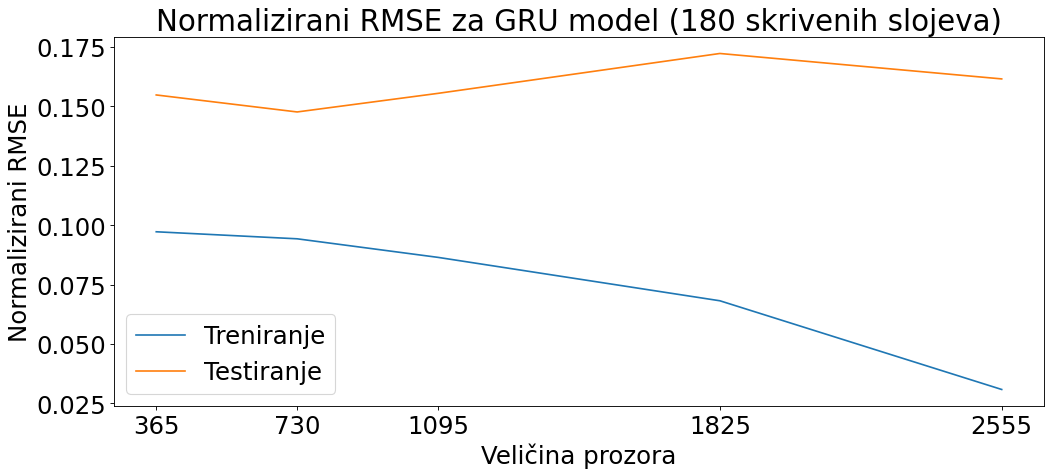 Normalizirani RMSE za GRU model (180 skrivenih slojeva)
Normalizirani RMSE
0.175
0.150
0.125
0.100
0.075
0.050
0.025
Treniranje
Testiranje
365 730 1095 1825 2555
Veličina prozora